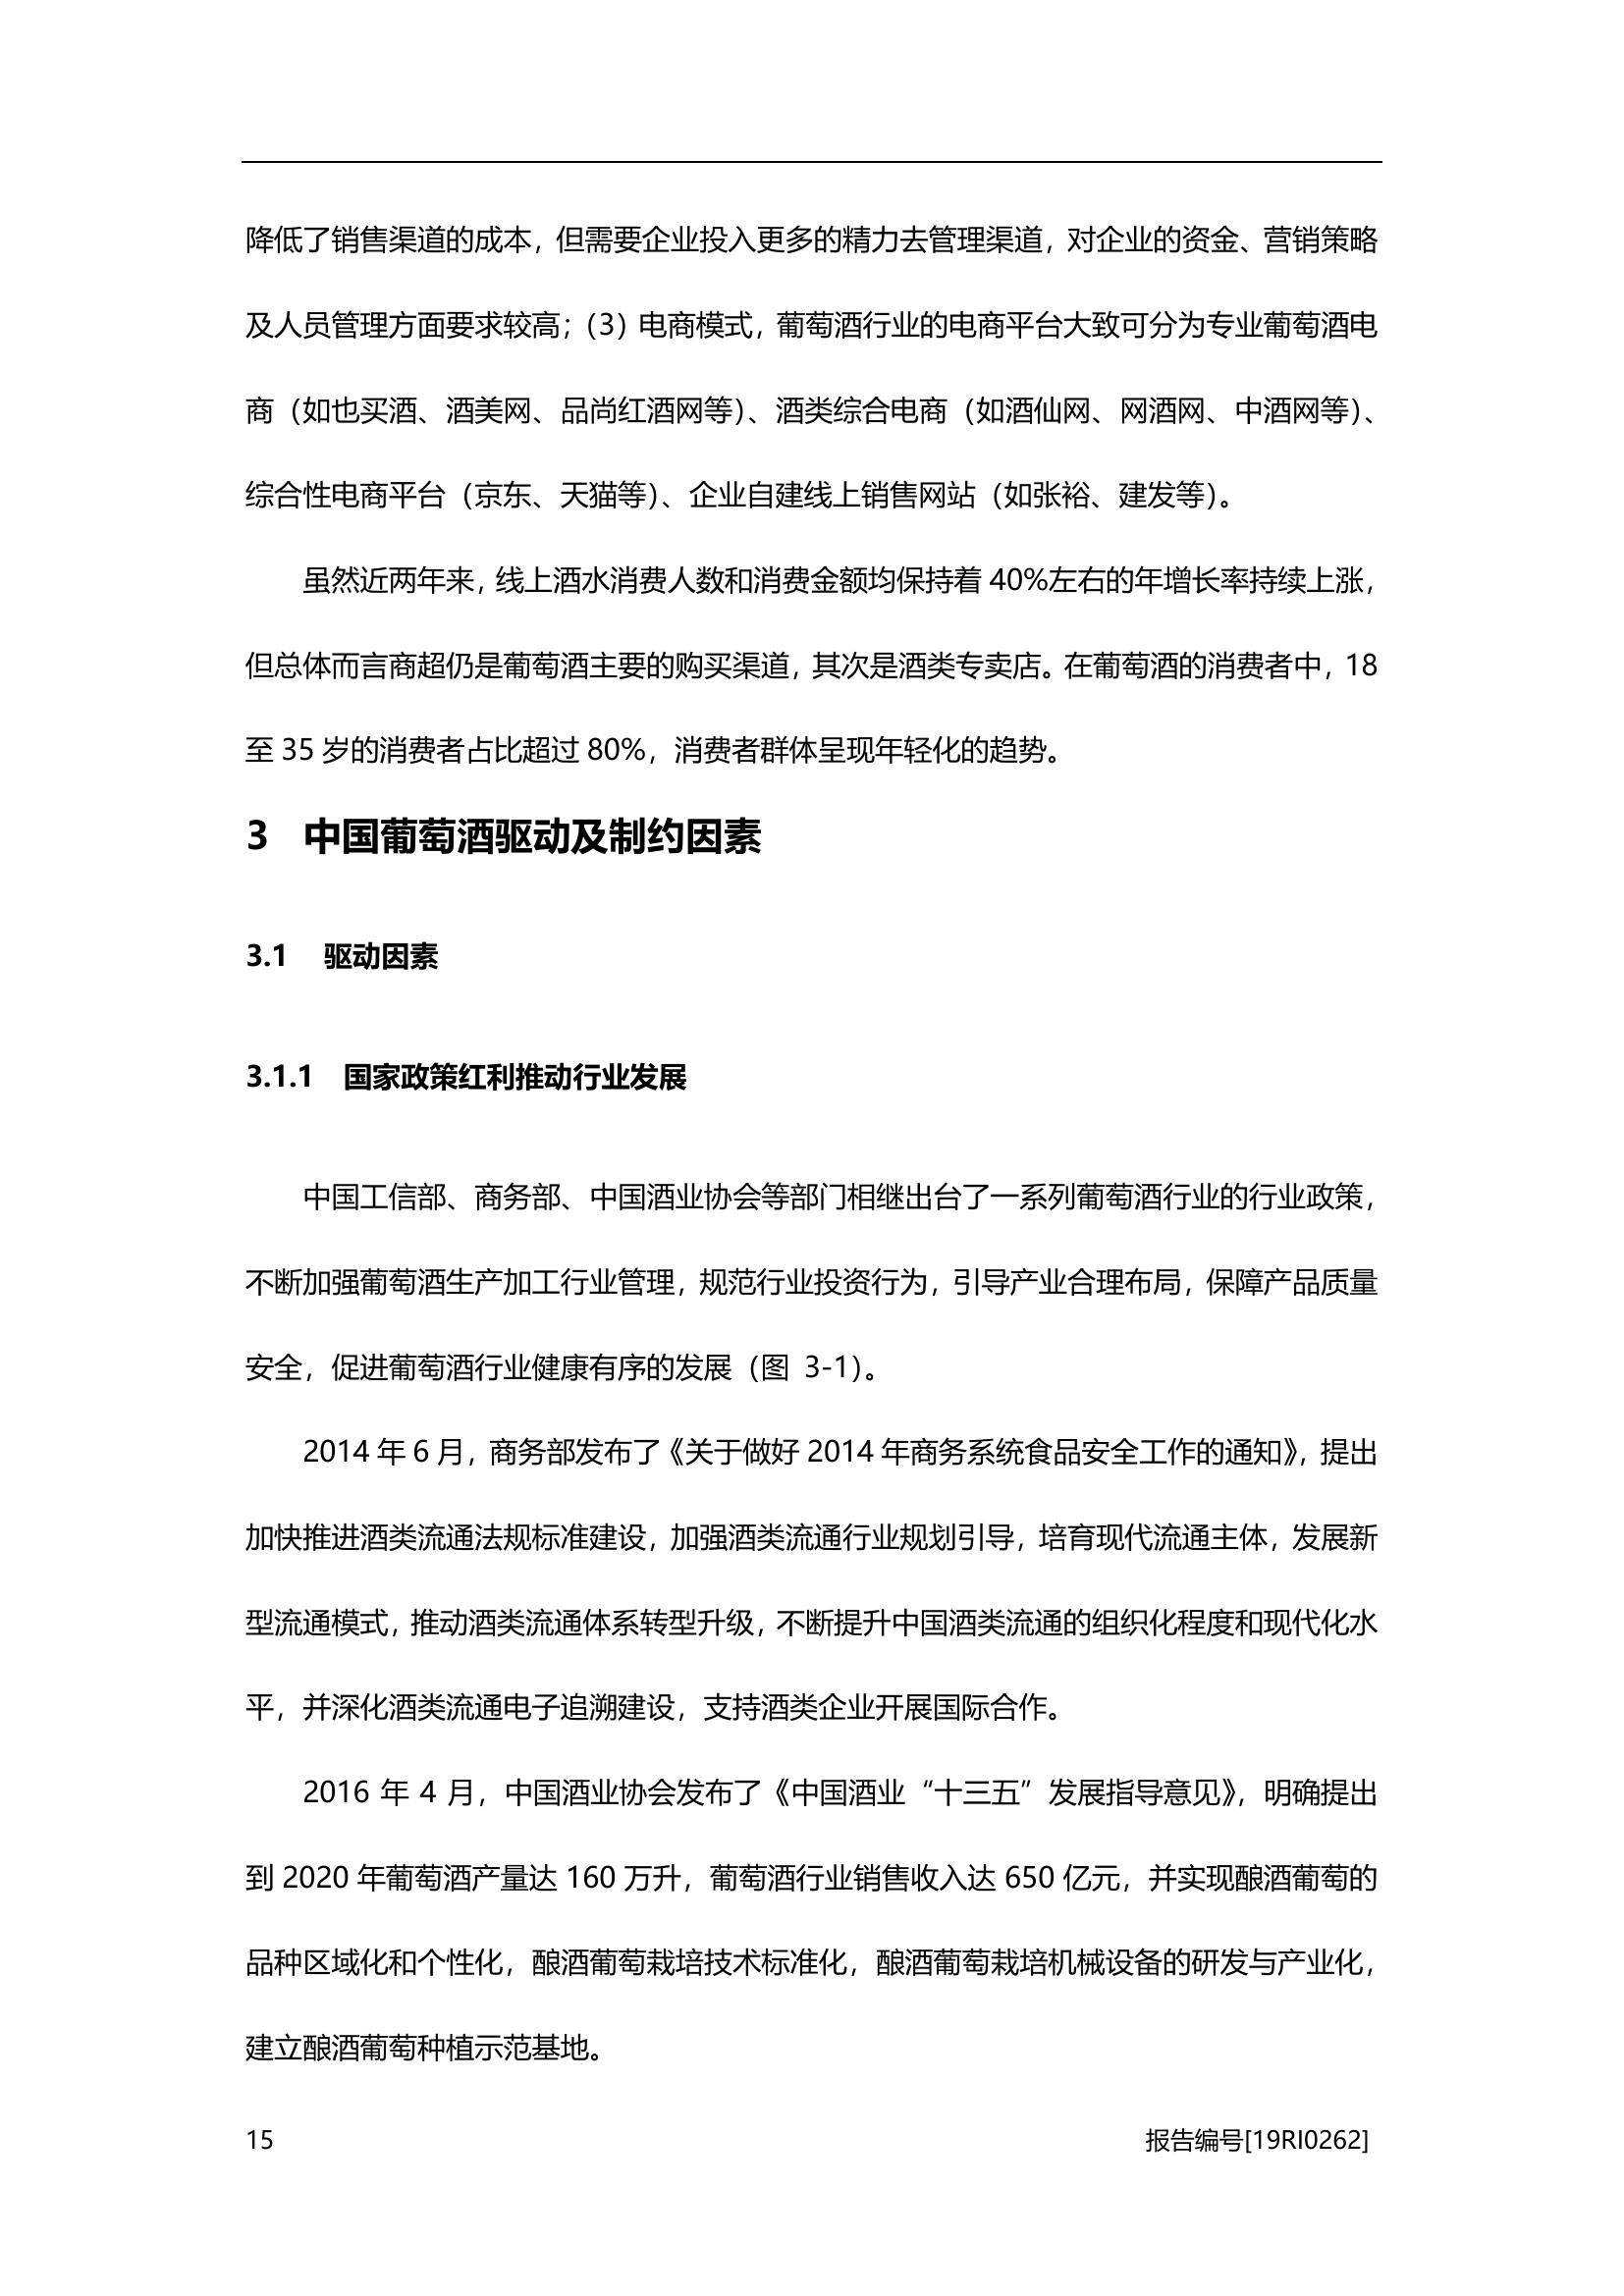 降低了销售渠道的成本，但需要企业投入更多的精力去管理渠道，对企业的资金、营销策略
及人员管理方面要求较高；（3）电商模式，葡萄酒行业的电商平台大致可分为专业葡萄酒电
商（如也买酒、酒美网、品尚红酒网等）、酒类综合电商（如酒仙网、网酒网、中酒网等）、
综合性电商平台（京东、天猫等）、企业自建线上销售网站（如张裕、建发等）。
虽然近两年来，线上酒水消费人数和消费金额均保持着 40%左右的年增长率持续上涨，
但总体而言商超仍是葡萄酒主要的购买渠道，其次是酒类专卖店。在葡萄酒的消费者中，18
至 35 岁的消费者占比超过 80%，消费者群体呈现年轻化的趋势。
3 中国葡萄酒驱动及制约因素
3.1 驱动因素
3.1.1 国家政策红利推动行业发展
中国工信部、商务部、中国酒业协会等部门相继出台了一系列葡萄酒行业的行业政策，
不断加强葡萄酒生产加工行业管理，规范行业投资行为，引导产业合理布局，保障产品质量
安全，促进葡萄酒行业健康有序的发展（图 3-1）。
2014 年 6 月，商务部发布了《关于做好 2014 年商务系统食品安全工作的通知》，提出
加快推进酒类流通法规标准建设，加强酒类流通行业规划引导，培育现代流通主体，发展新
型流通模式，推动酒类流通体系转型升级，不断提升中国酒类流通的组织化程度和现代化水
平，并深化酒类流通电子追溯建设，支持酒类企业开展国际合作。
2016 年 4 月，中国酒业协会发布了《中国酒业“十三五”发展指导意见》，明确提出
到 2020 年葡萄酒产量达 160 万升，葡萄酒行业销售收入达 650 亿元，并实现酿酒葡萄的
品种区域化和个性化，酿酒葡萄栽培技术标准化，酿酒葡萄栽培机械设备的研发与产业化，
建立酿酒葡萄种植示范基地。
15 报告编号[19RI0262]